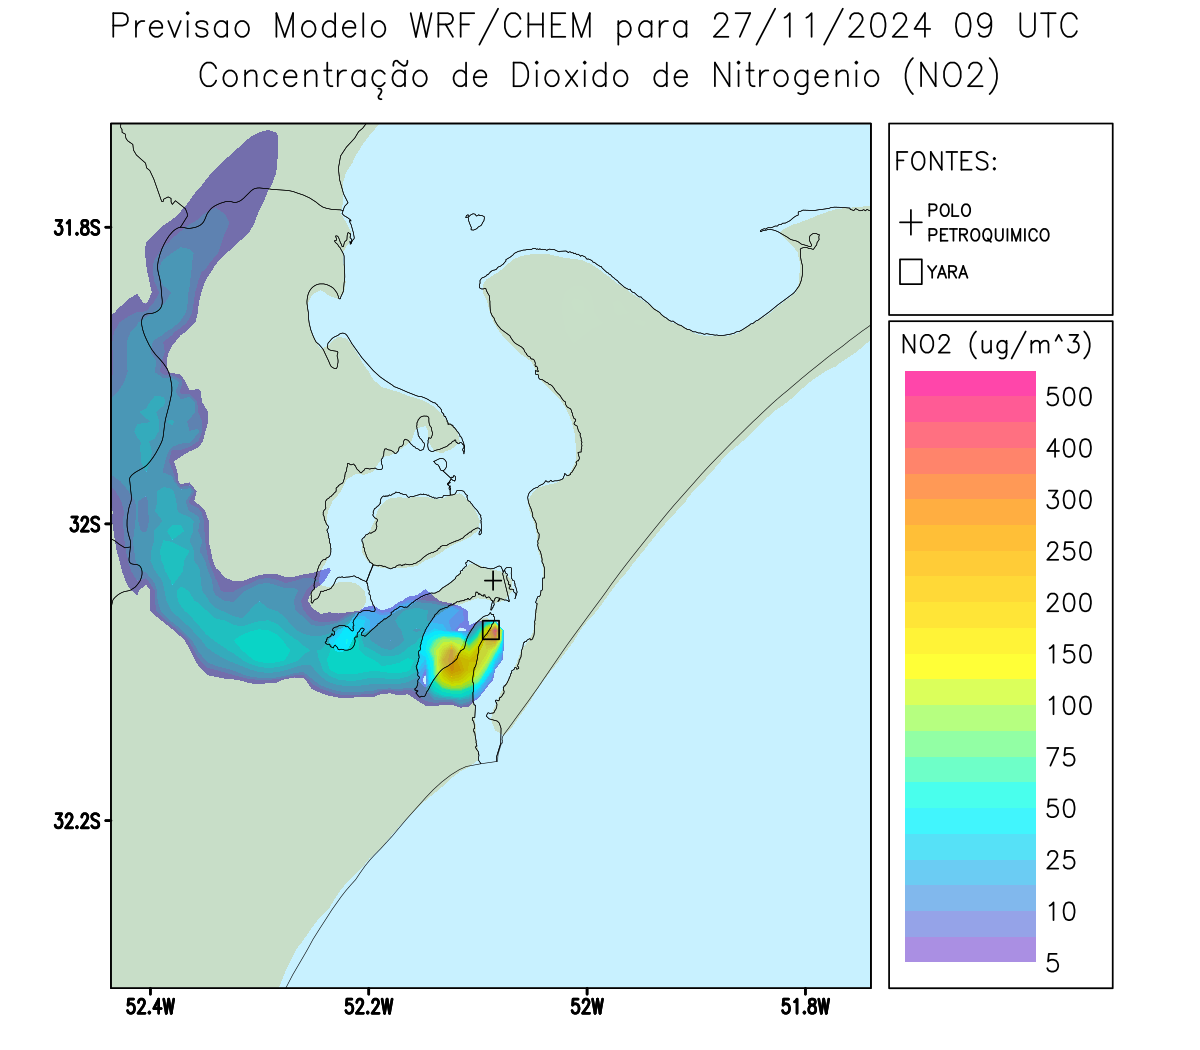 Previsao Modelo WRF/CHEM para 27/11/2024 09 UTC
Concentração de Dioxido de Nitrogenio (NO2)
FONTES:
POLO
PETROQUIMICO
YARA
NO2 (ug/m^3)
500
400
300
250
200
150
100
75
50
25
10
5
31.8S
32S
32.2S
52.4W
52.2W
52W
51.8W